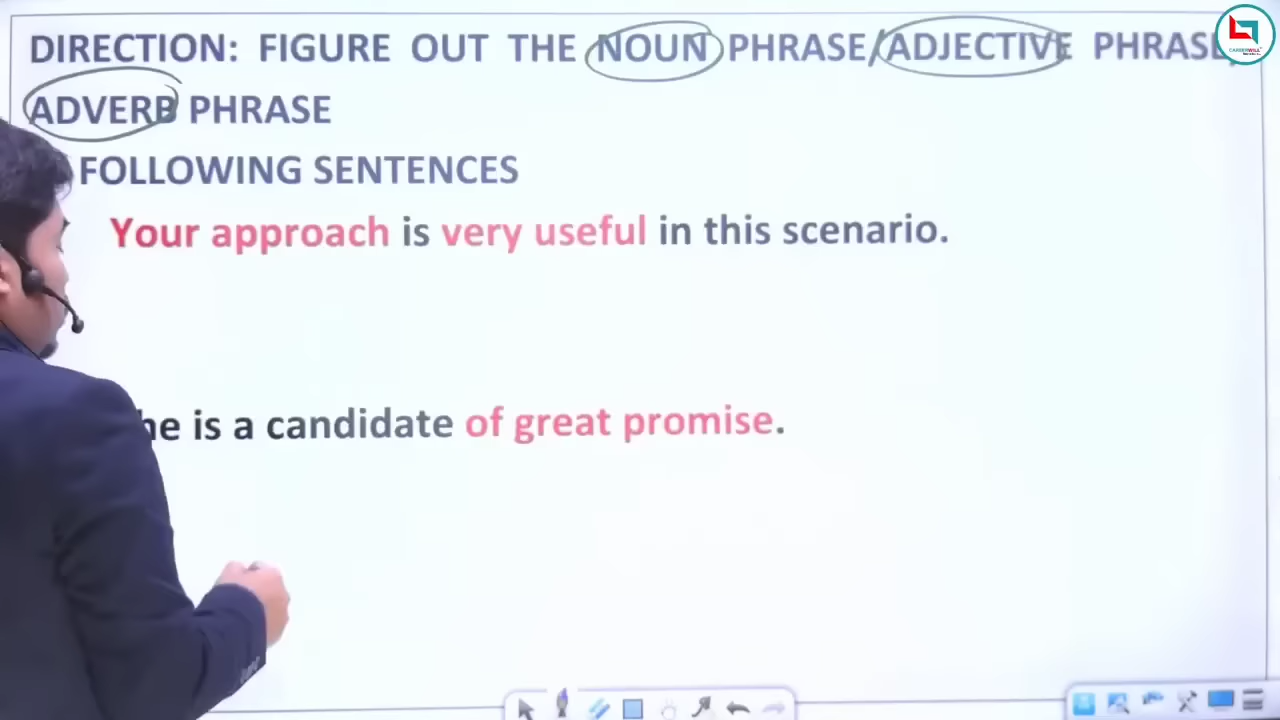 DIRECTION: FIGURE OUT THE NOUN PHRASE/ADJECTIVE PHRASE/
ADVERB PHRASE
FOLLOWING SENTENCES
Your approach is very useful in this scenario.
is a candidate of great promise.
CAREERWILL